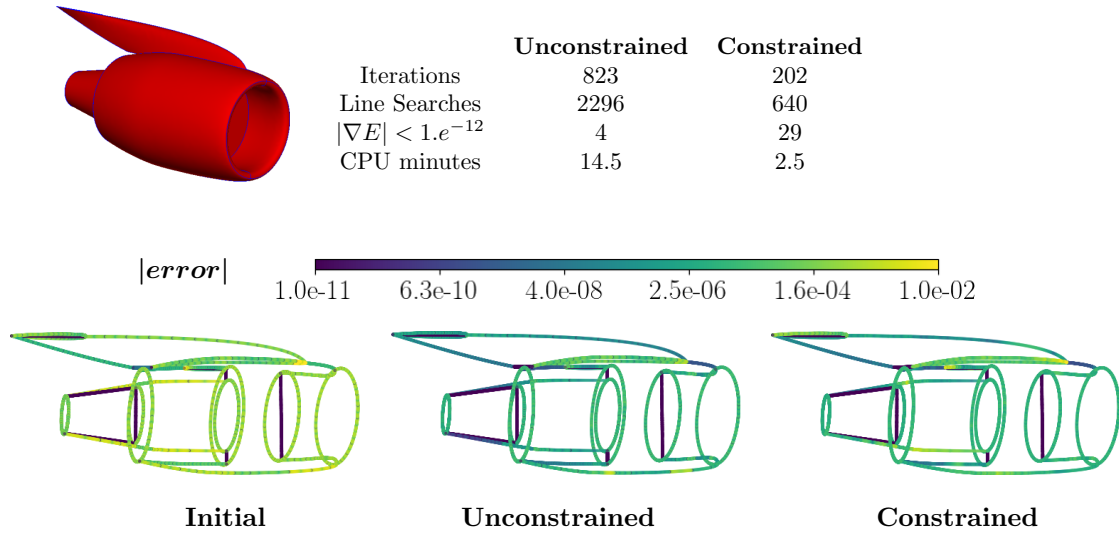 Unconstrained Constrained
Iterations 823 202
Line Searches 2296 640
|∇E| < 1.e⁻¹² 4 29
CPU minutes 14.5 2.5
|error|
1.0e-11 6.3e-10 4.0e-08 2.5e-06 1.6e-04 1.0e-02
Initial Unconstrained Constrained